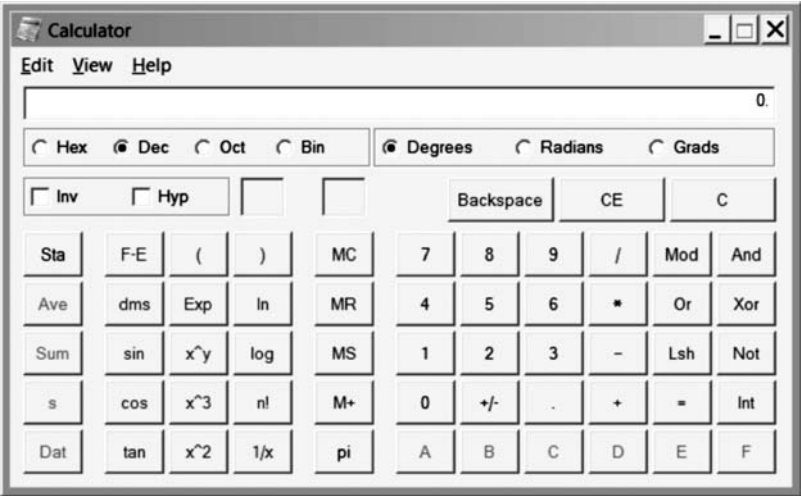 Calculator
Edit View Help
0.
Hex Dec Oct Bin Degrees Radians Grads
Inv Hyp Backspace CE C
Sta F-E ( ) MC 7 8 9 / Mod And
Ave dms Exp ln MR 4 5 6 * Or Xor
Sum sin x^y log MS 1 2 3 - Lsh Not
s cos x^3 n! M+ 0 +/- . + = Int
Dat tan x^2 1/x pi A B C D E F